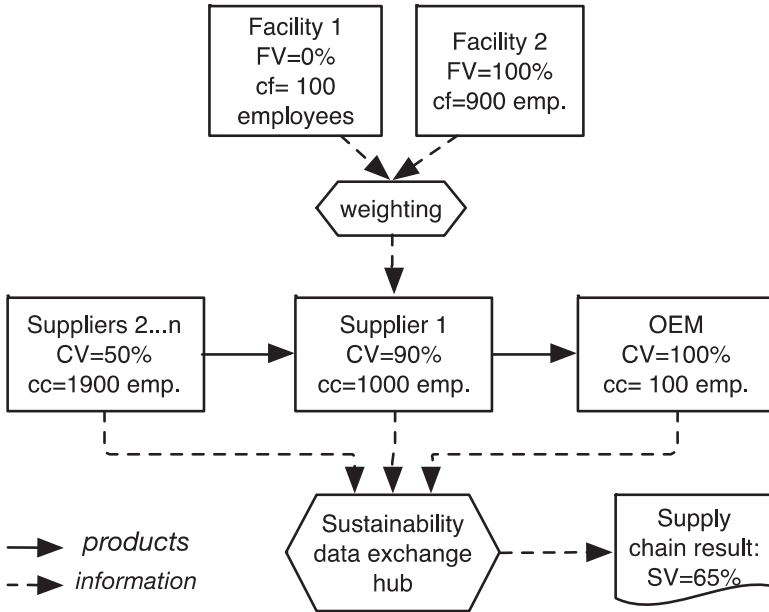 Facility 1
FV=0%
cf= 100
employees
Facility 2
FV=100%
cf=900 emp.
weighting
Suppliers 2...n
CV=50%
cc=1900 emp.
Supplier 1
CV=90%
cc=1000 emp.
OEM
CV=100%
cc= 100 emp.
Sustainability
data exchange
hub
Supply
chain result:
SV=65%
products
information